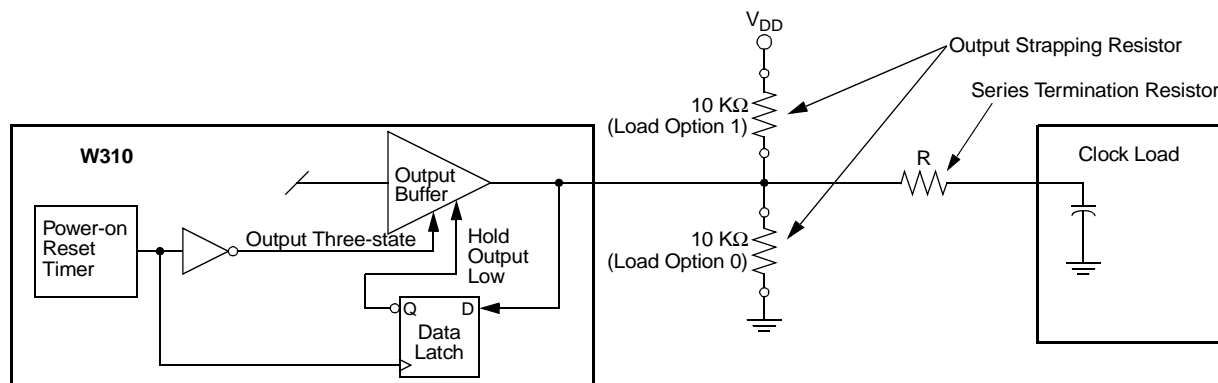 VDD
Output Strapping Resistor
Series Termination Resistor
10 KΩ
(Load Option 1)
W310
Output
Buffer
R
Clock Load
Power-on
Reset
Timer
Output Three-state
Hold
Output
Low
10 KΩ
(Load Option 0)
Q
D
Data
Latch